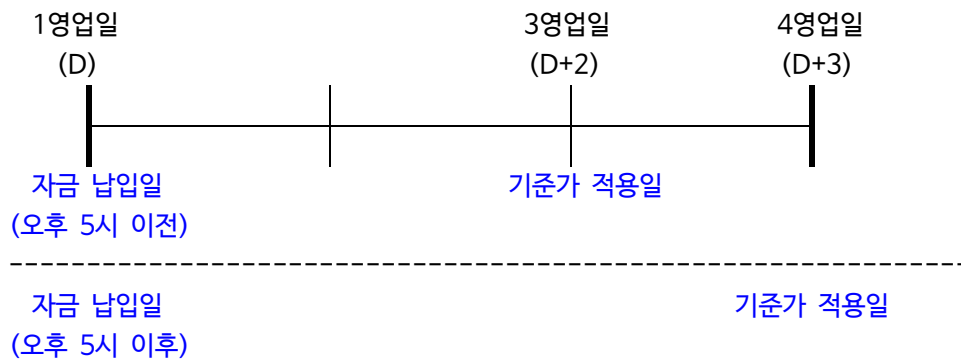 1영업일 3영업일 4영업일
(D) (D+2) (D+3)
자금 납입일 기준가 적용일
(오후 5시 이전)
자금 납입일 기준가 적용일
(오후 5시 이후)